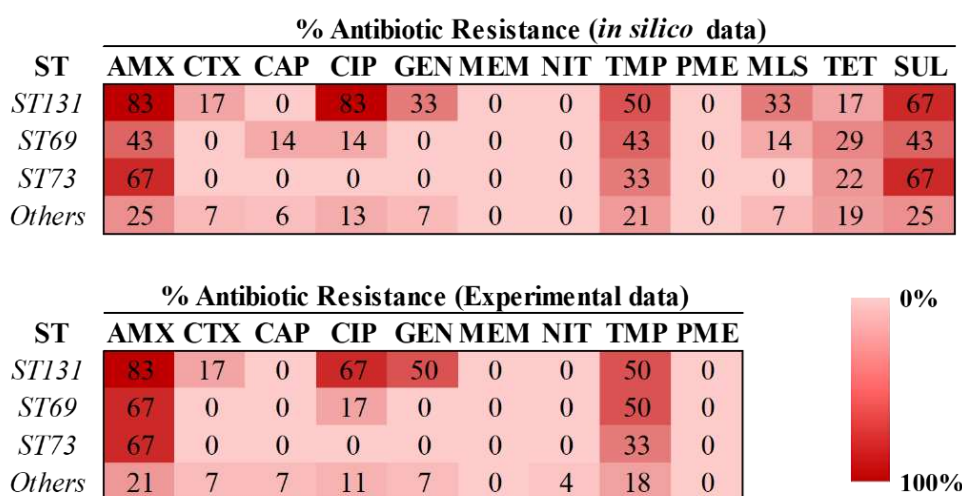 % Antibiotic Resistance (in silico data)
ST AMX CTX CAP CIP GEN MEM NIT TMP PME MLS TET SUL
ST131 83 17 0 83 33 0 0 50 0 33 17 67
ST69 43 0 14 14 0 0 0 43 0 14 29 43
ST73 67 0 0 0 0 0 0 33 0 0 22 67
Others 25 7 6 13 7 0 0 21 0 7 19 25
% Antibiotic Resistance (Experimental data)
ST AMX CTX CAP CIP GEN MEM NIT TMP PME
ST131 83 17 0 67 50 0 0 50 0
ST69 67 0 0 17 0 0 0 50 0
ST73 67 0 0 0 0 0 0 33 0
Others 21 7 7 11 7 0 4 18 0
0%
100%